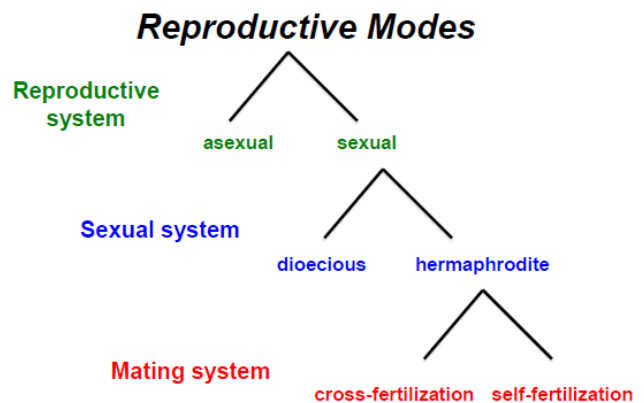 Reproductive Modes
Reproductive
system
asexual
sexual
Sexual system
dioecious
hermaphrodite
Mating system
cross-fertilization
self-fertilization